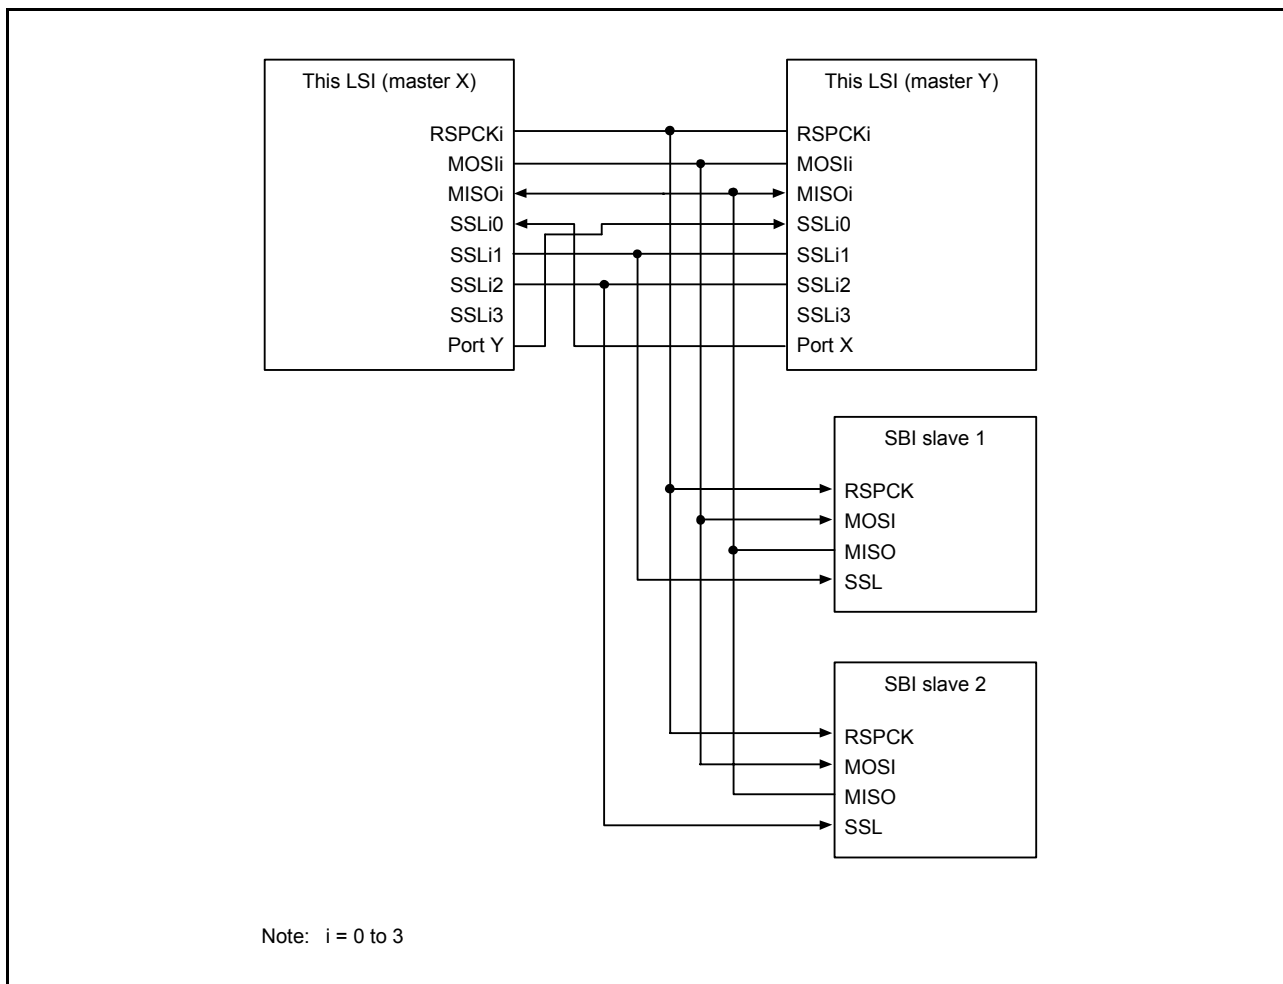 This LSI (master X)
RSPCKi
MOSIi
MISOi
SSLi0
SSLi1
SSLi2
SSLi3
Port Y
This LSI (master Y)
RSPCKi
MOSIi
MISOi
SSLi0
SSLi1
SSLi2
SSLi3
Port X
SBI slave 1
RSPCK
MOSI
MISO
SSL
SBI slave 2
RSPCK
MOSI
MISO
SSL
Note: i = 0 to 3